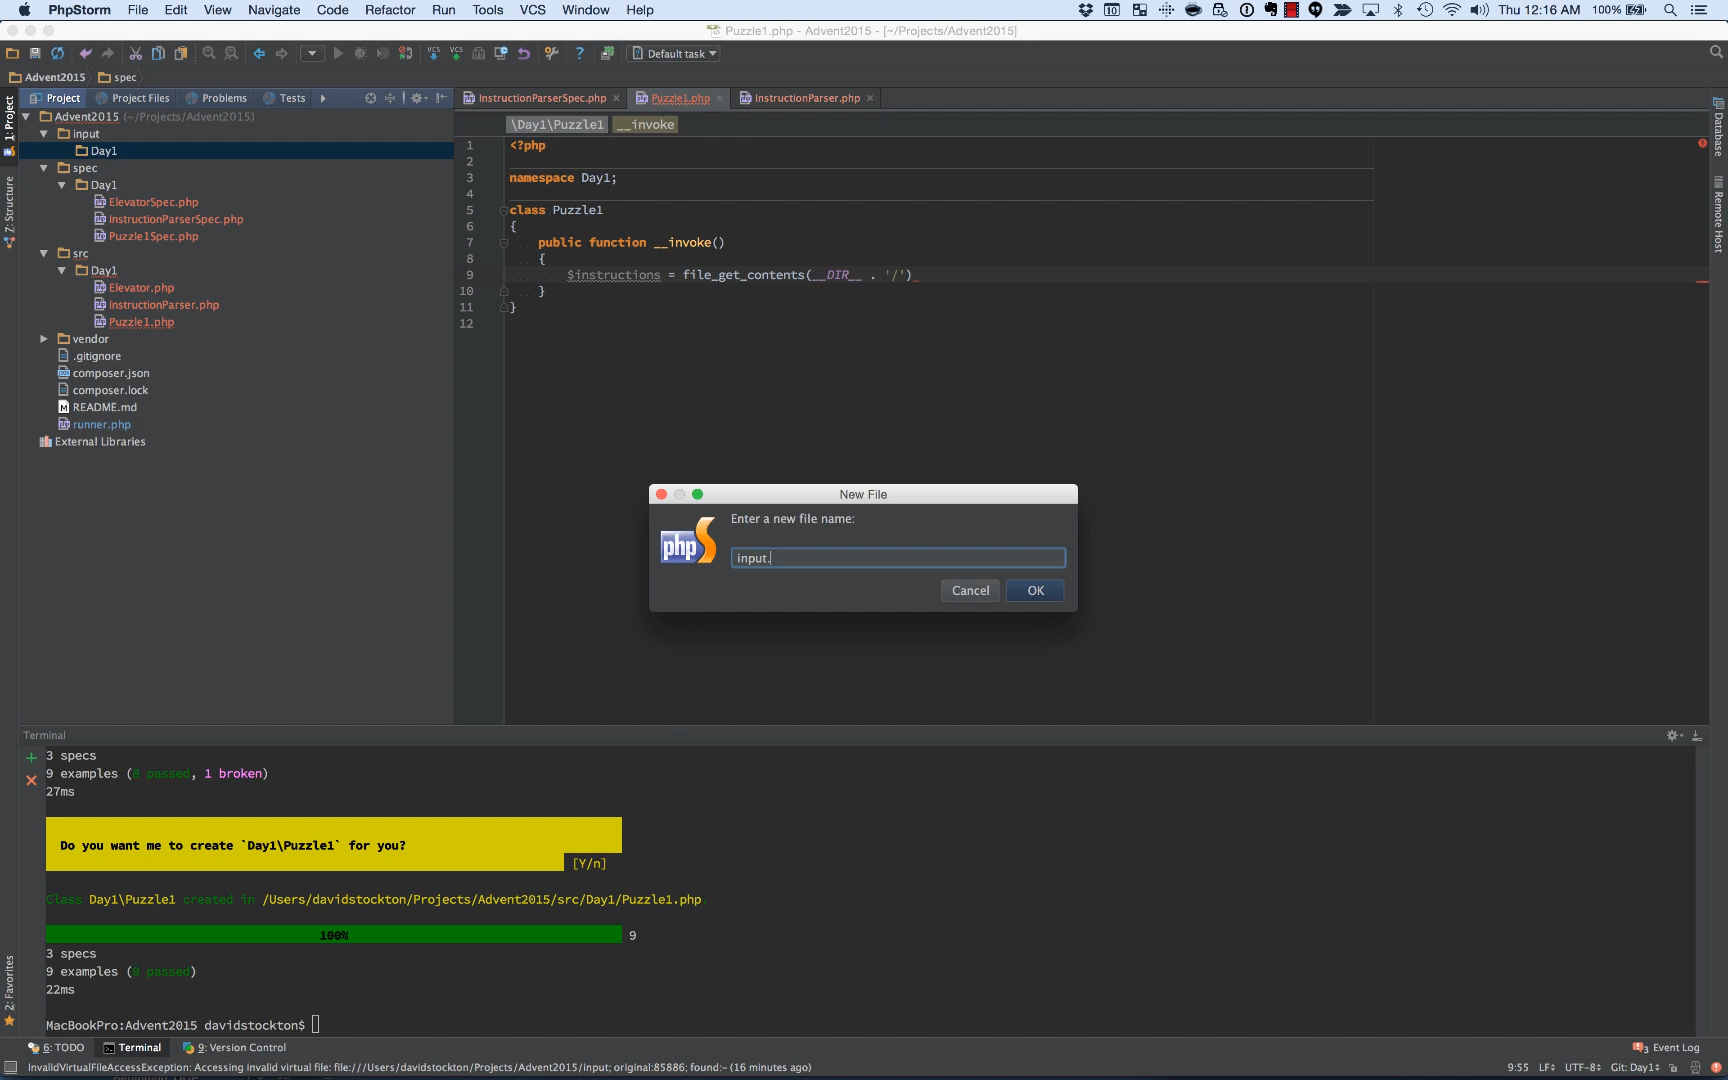 PhpStorm File Edit View Navigate Code Refactor Run Tools VCS Window Help
10 Thu 12:16 AM 100%
Puzzle1.php - Advent2015 - [~/Projects/Advent2015]
VCS VCS ? Default task
Advent2015 spec
Project Project Files Problems Tests
InstructionParserSpec.php Puzzle1.php InstructionParser.php
1: Project
Z: Structure
2: Favorites
Database
Remote Host
Advent2015 (~/Projects/Advent2015)
input
Day1
spec
Day1
ElevatorSpec.php
InstructionParserSpec.php
Puzzle1Spec.php
src
Day1
Elevator.php
InstructionParser.php
Puzzle1.php
vendor
.gitignore
composer.json
composer.lock
README.md
runner.php
External Libraries
\Day1\Puzzle1 __invoke
1 <?php
2
3 namespace Day1;
4
5 class Puzzle1
6 {
7 public function __invoke()
8 {
9 $instructions = file_get_contents(__DIR__ . '/')
10 }
11 }
12
New File
php
Enter a new file name:
input.
Cancel OK
Terminal
3 specs
9 examples (8 passed, 1 broken)
27ms
Do you want me to create `Day1\Puzzle1` for you?
[Y/n]
Class Day1\Puzzle1 created in /Users/davidstockton/Projects/Advent2015/src/Day1/Puzzle1.php.
100% 9
3 specs
9 examples (9 passed)
22ms
MacBookPro:Advent2015 davidstockton$
6: TODO Terminal 9: Version Control 3 Event Log
InvalidVirtualFileAccessException: Accessing invalid virtual file: file:///Users/davidstockton/Projects/Advent2015/input; original:85886; found:- (16 minutes ago) 9:55 LF UTF-8 Git: Day1